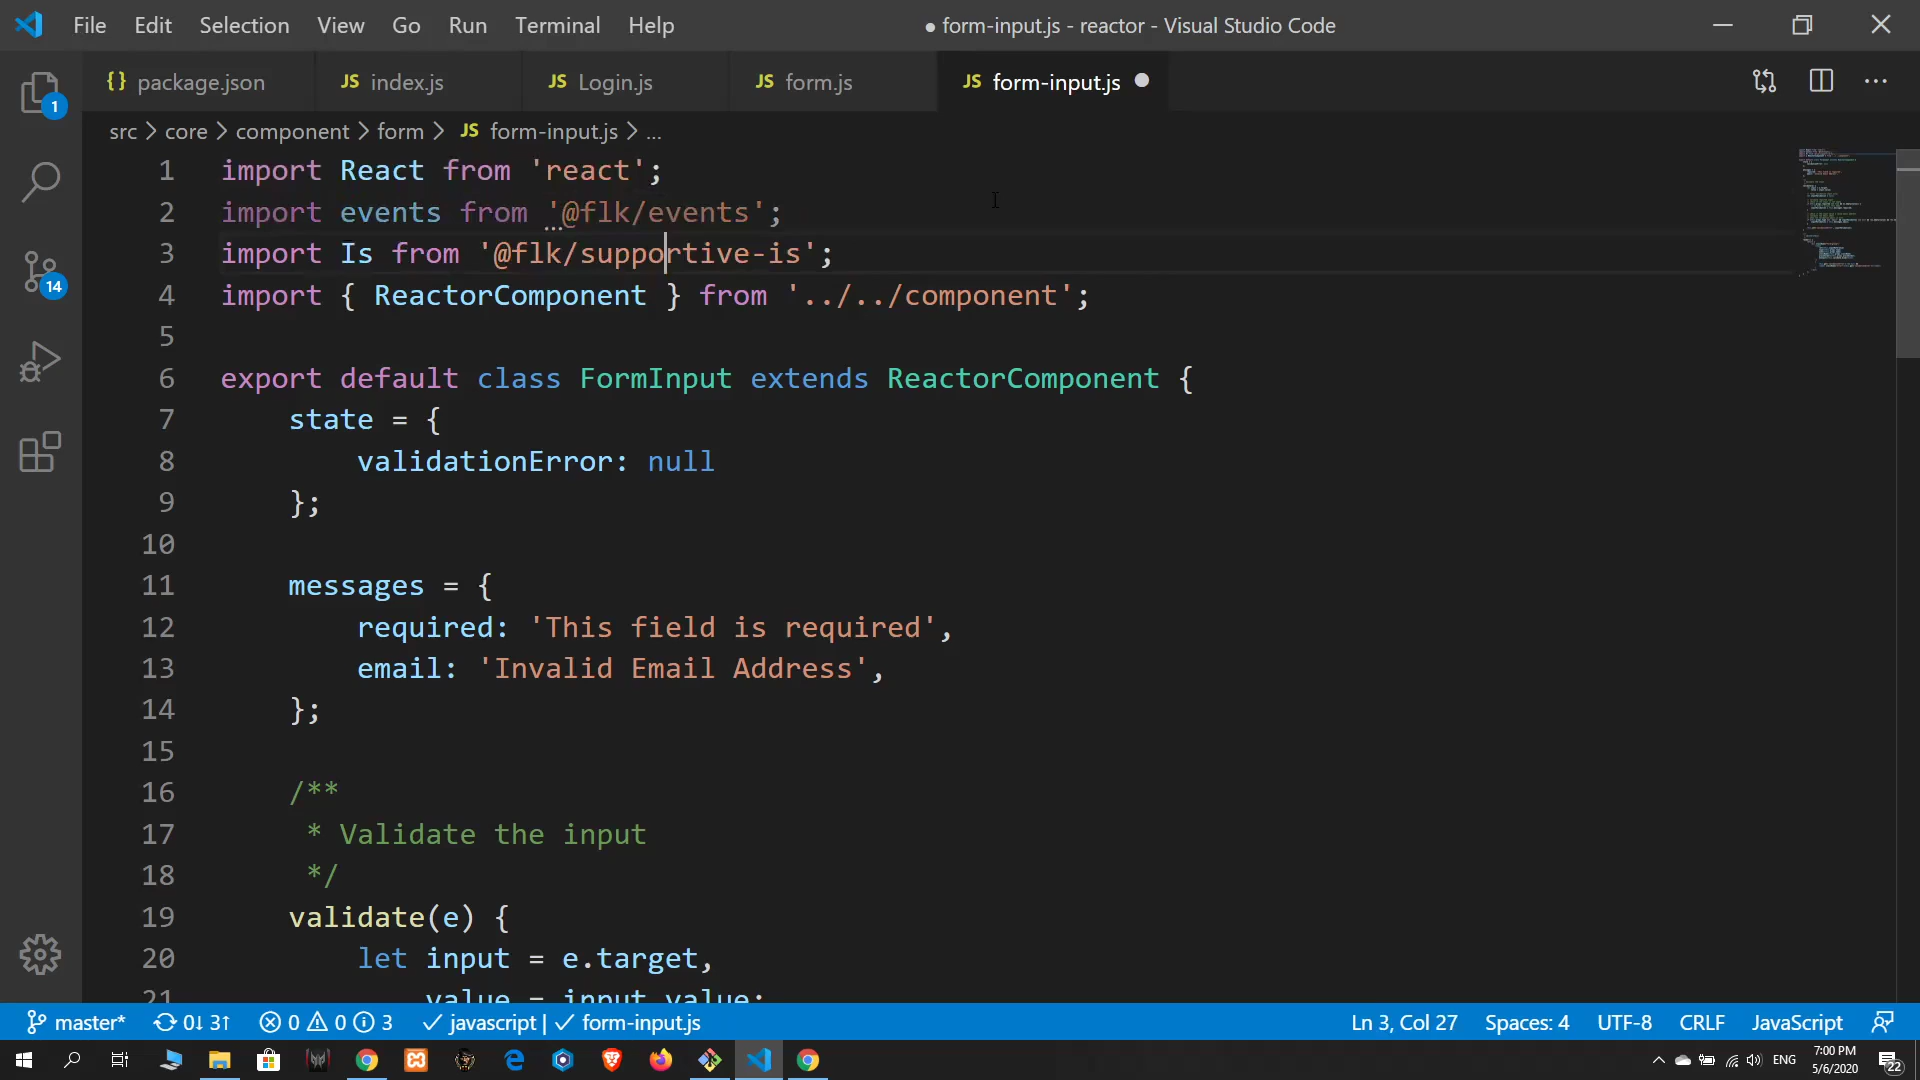 File Edit Selection View Go Run Terminal Help
● form-input.js - reactor - Visual Studio Code
{} package.json
JS index.js
JS Login.js
JS form.js
JS form-input.js
1
14
src > core > component > form > JS form-input.js > ...
1 import React from 'react';
2 import events from '@flk/events';
3 import Is from '@flk/supportive-is';
4 import { ReactorComponent } from '../../component';
5
6 export default class FormInput extends ReactorComponent {
7 state = {
8 validationError: null
9 };
10
11 messages = {
12 required: 'This field is required',
13 email: 'Invalid Email Address',
14 };
15
16 /**
17 * Validate the input
18 */
19 validate(e) {
20 let input = e.target,
21 value = input.value;
master* 0↓ 3↑ 0 0 3 javascript | form-input.js
Ln 3, Col 27 Spaces: 4 UTF-8 CRLF JavaScript
ENG 7:00 PM
5/6/2020
22